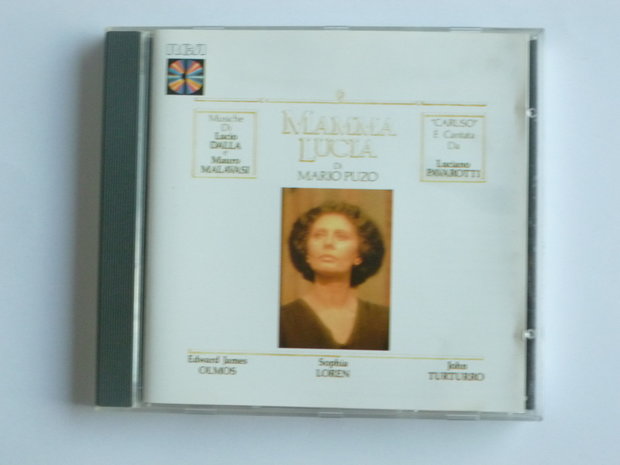 RCA
Musiche
Di
Lucio
DALLA
e
Mauro
MALAVASI
MAMMA
LUCIA
DI
MARIO PUZO
"CARUSO"
È Cantata
Da
Luciano
PAVAROTTI
Edward James
OLMOS
Sophia
LOREN
John
TURTURRO